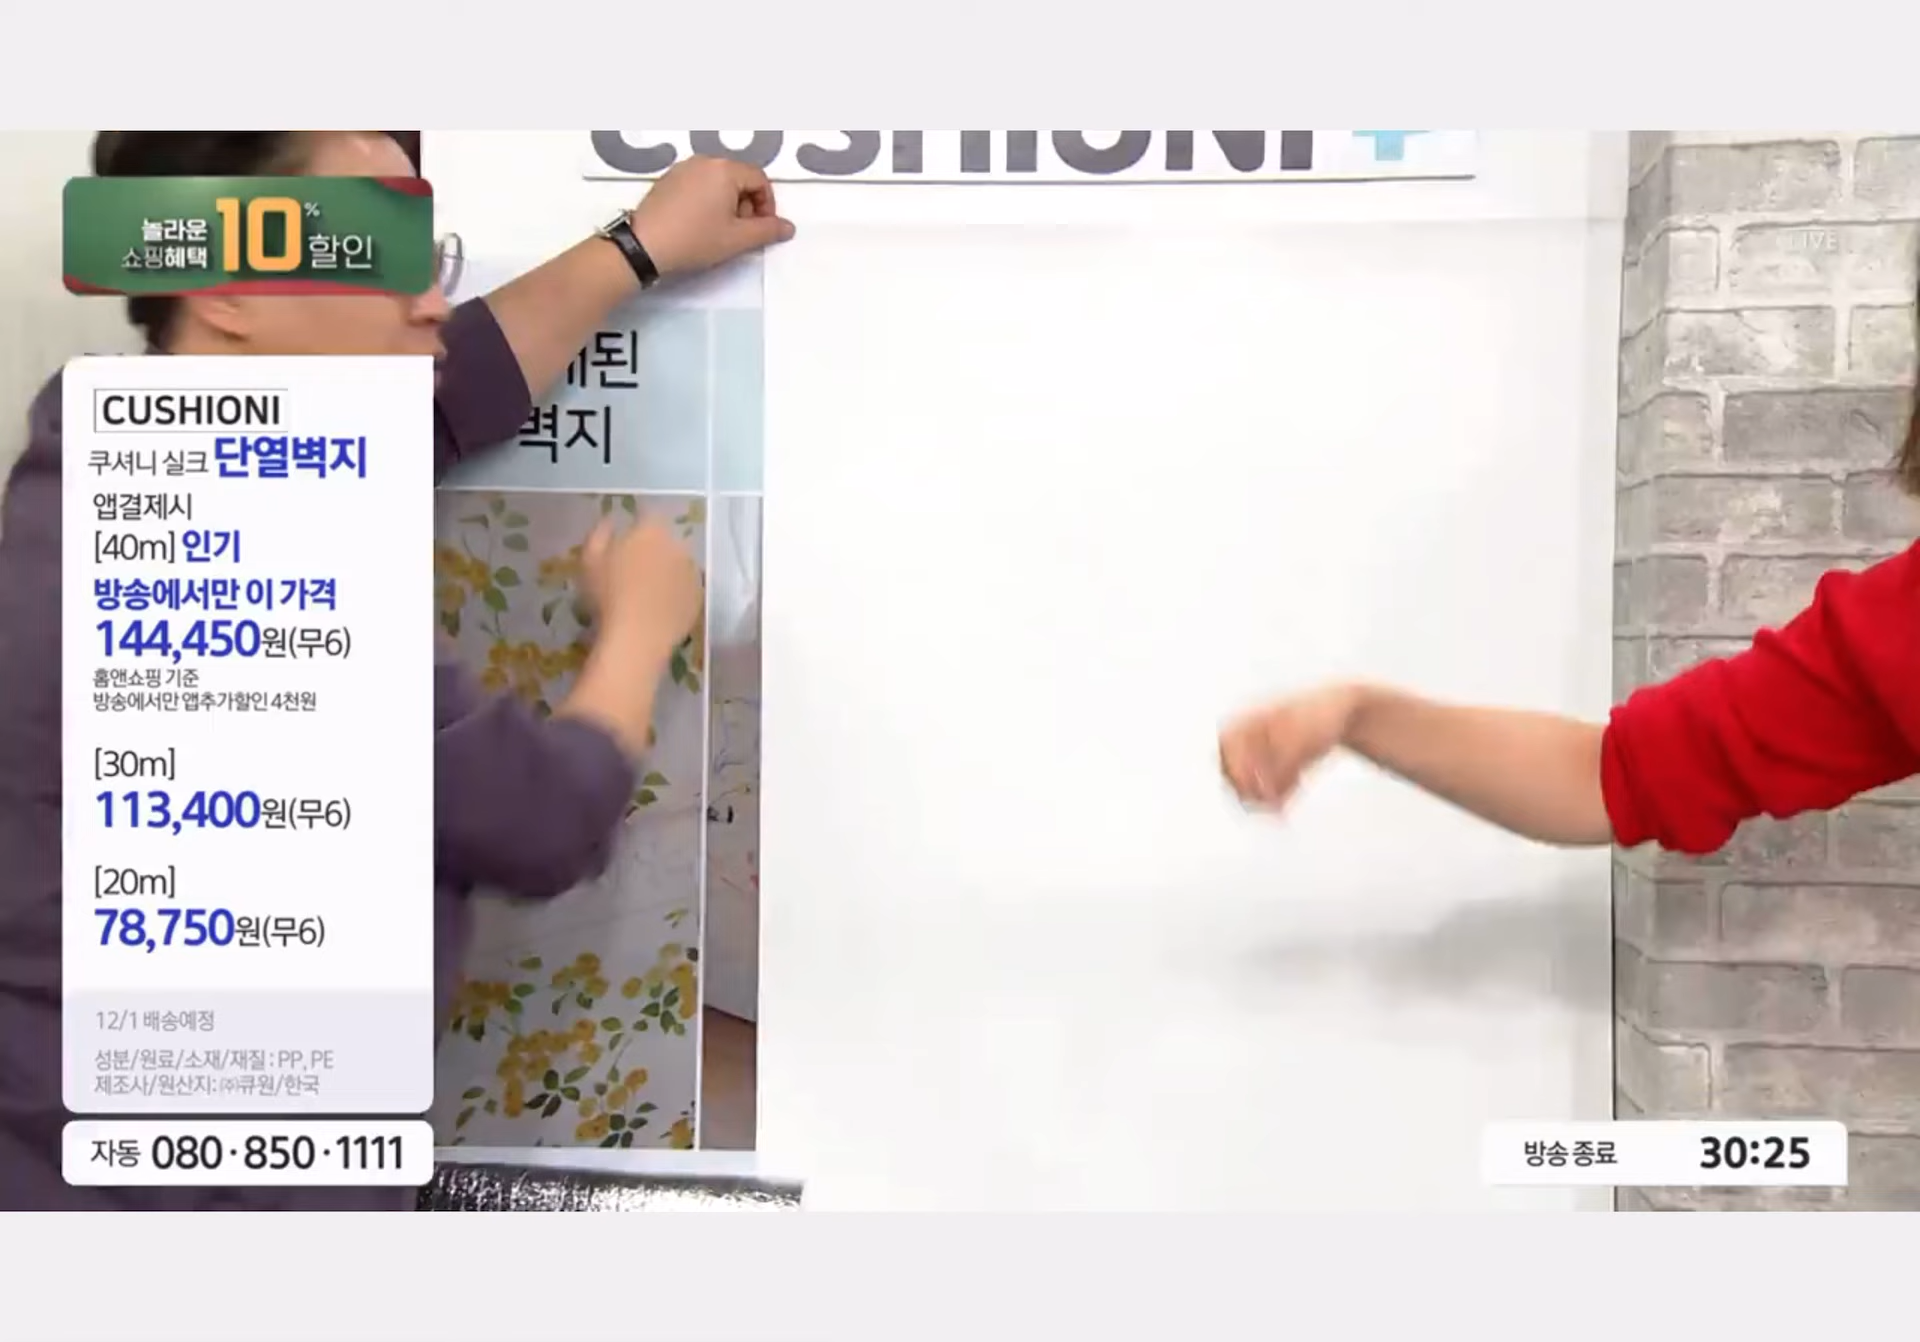 CUSHIONI
LIVE
놀라운
쇼핑혜택 10% 할인
된
벽지
CUSHIONI
쿠셔니 실크 단열벽지
앱결제시
[40m] 인기
방송에서만 이 가격
144,450원(무6)
홈앤쇼핑 기준
방송에서만 앱추가할인 4천원
[30m]
113,400원(무6)
[20m]
78,750원(무6)
12/1 배송예정
성분/원료/소재/재질 : PP, PE
제조사/원산지: ㈜큐원/한국
자동 080·850·1111
방송 종료 30:25